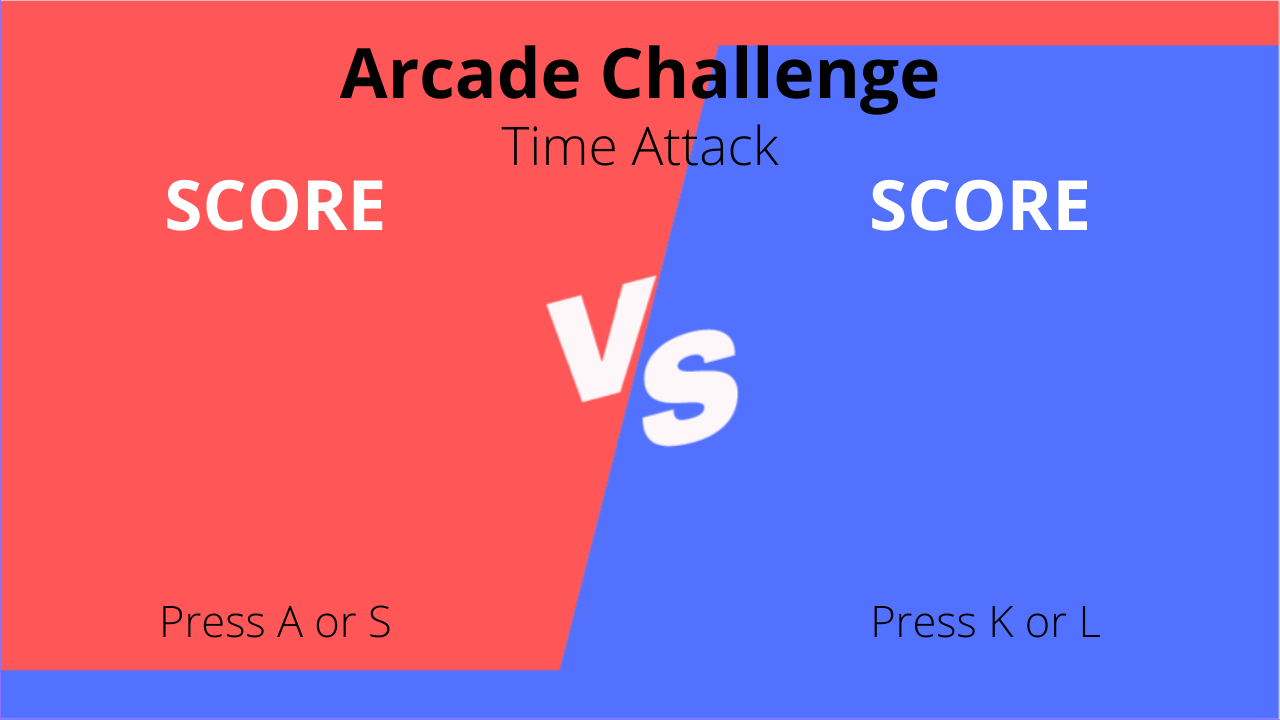 Arcade Challenge
Time Attack
SCORE
SCORE
VS
Press A or S
Press K or L